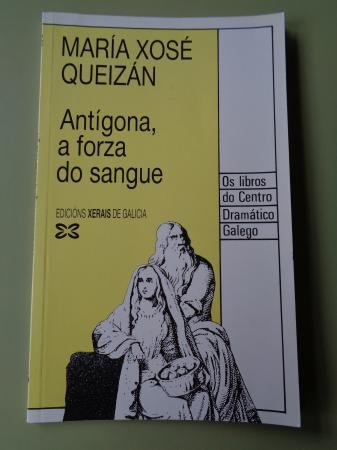 MARÍA XOSÉ
QUEIZÁN
Antígona,
a forza
do sangue
EDICIÓNS XERAIS DE GALICIA
Os libros
do Centro
Dramático
Galego